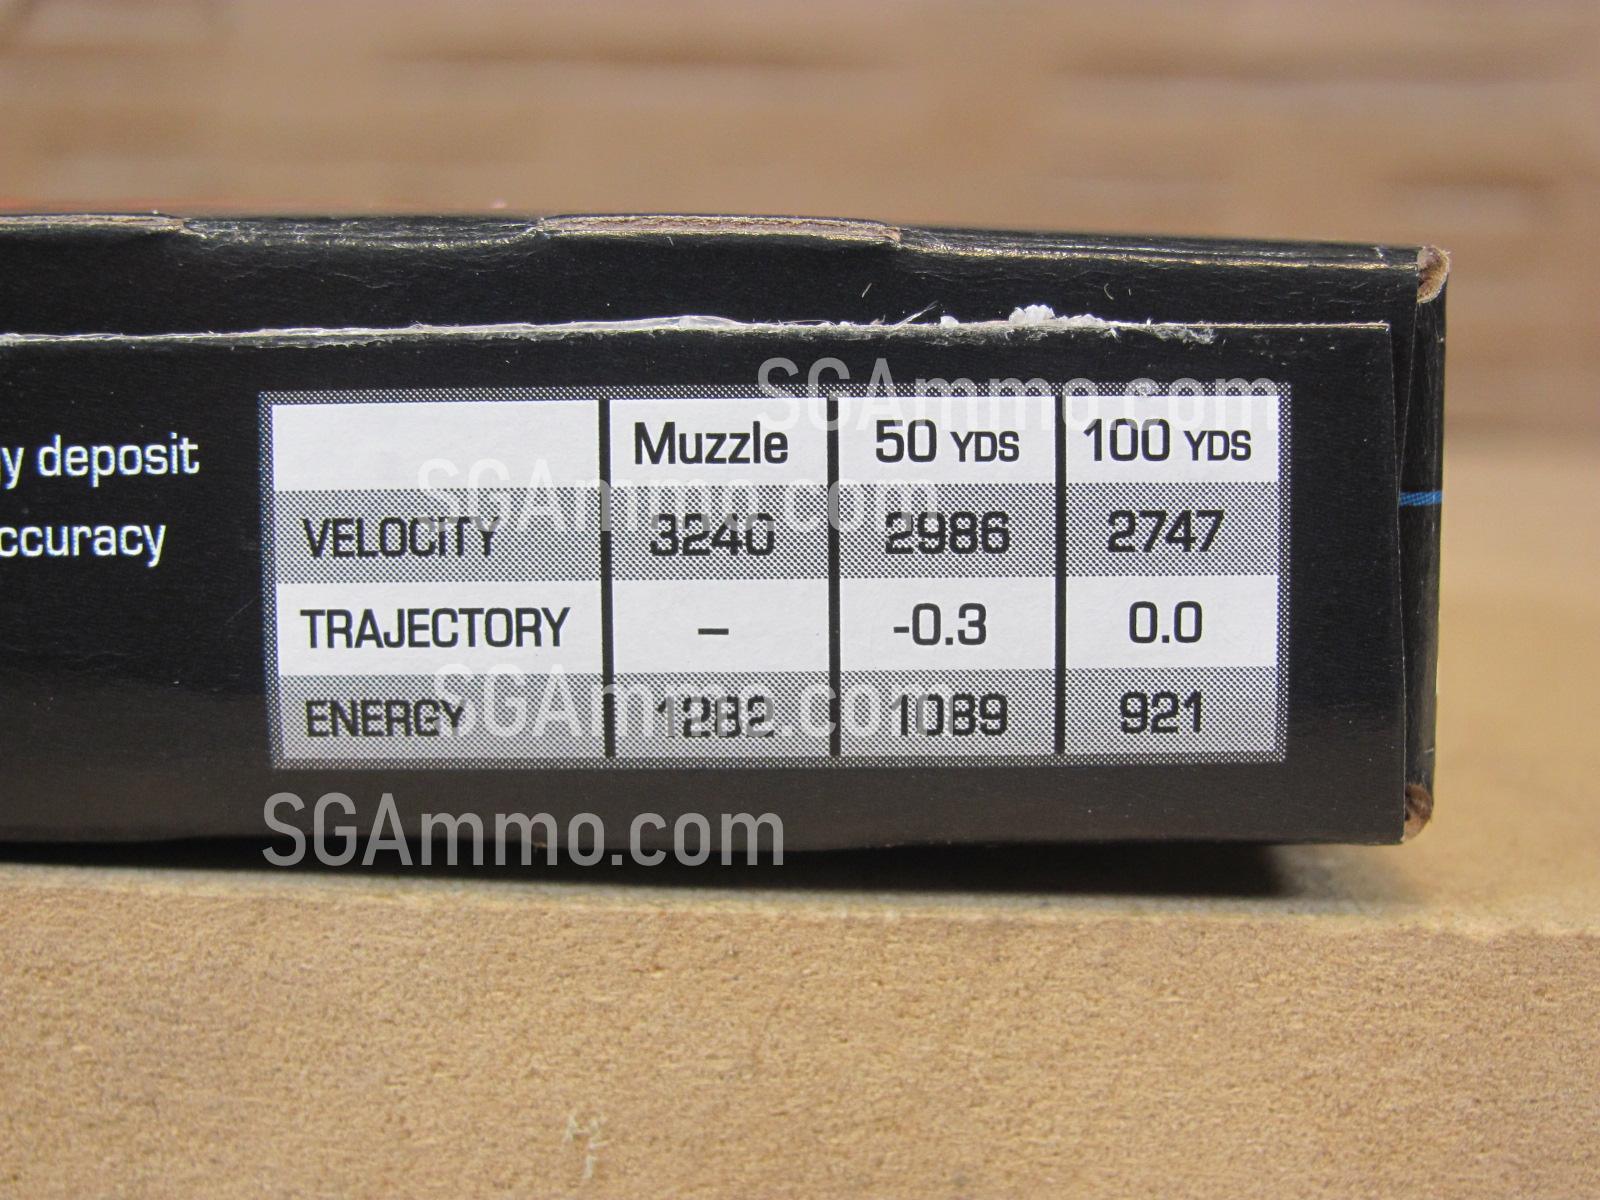 SGAmmo.com
Muzzle 50 YDS 100 YDS
SGAmmo.com
VELOCITY 3240 2986 2747
TRAJECTORY – -0.3 0.0
SGAmmo.com
ENERGY 1282 1089 921
SGAmmo.com
y deposit
ccuracy